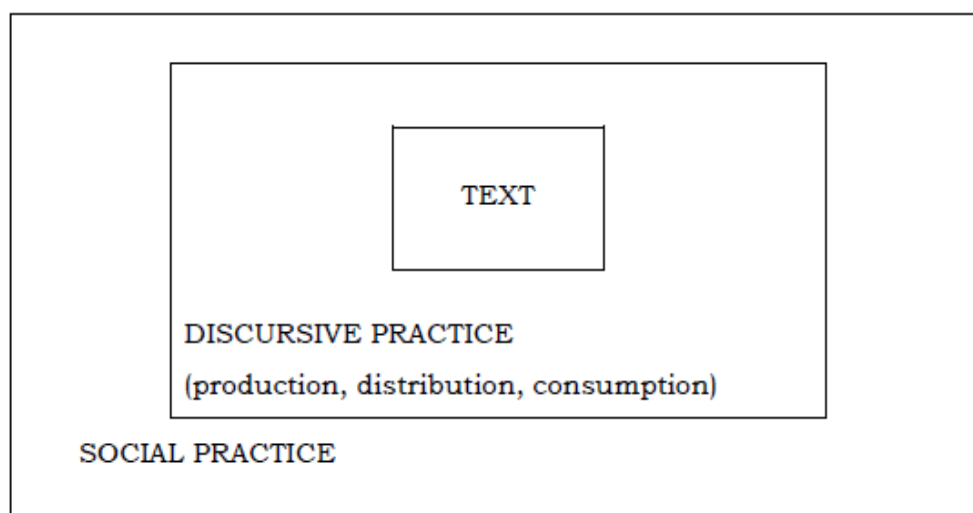 TEXT
DISCURSIVE PRACTICE
(production, distribution, consumption)
SOCIAL PRACTICE